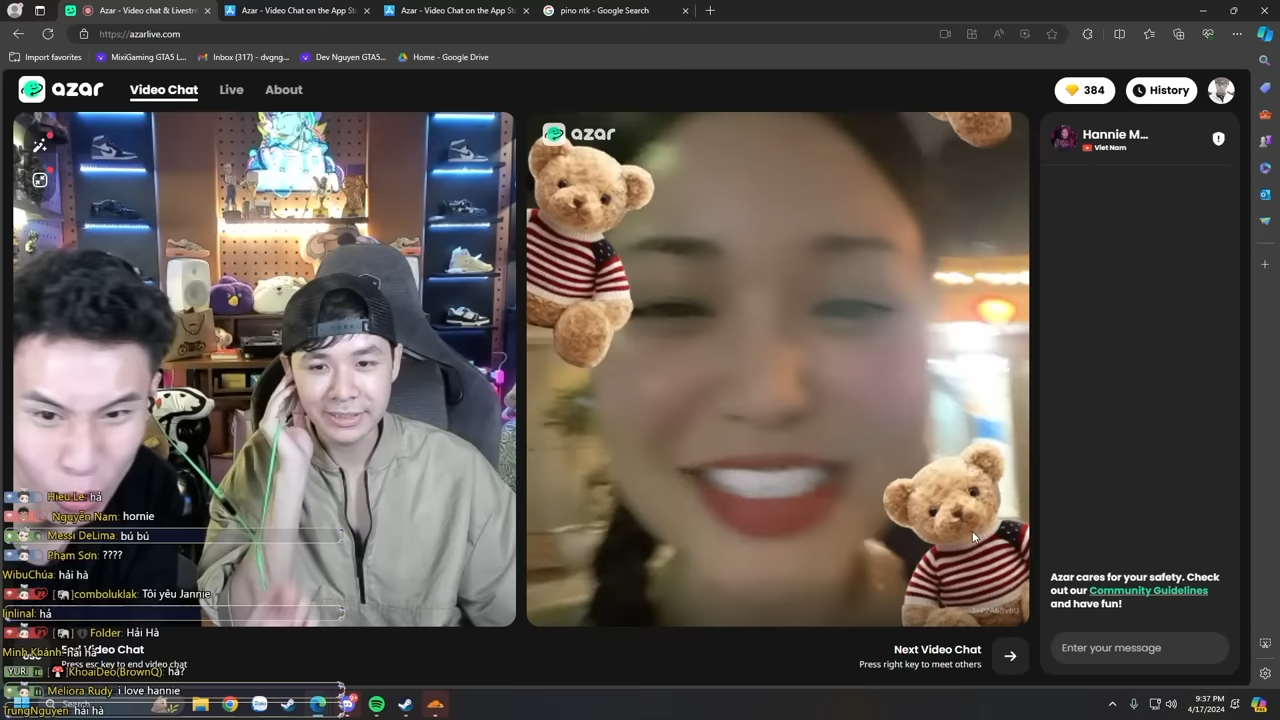 Azar - Video chat & Livestre
Azar - Video Chat on the App St
Azar - Video Chat on the App St
pino ntk - Google Search
https://azarlive.com
Import favorites
MixiGaming GTA5 L...
Inbox (317) - dvgng...
Dev Nguyen GTA5...
Home - Google Drive
azar
Video Chat
Live
About
384
History
azar
Hannie M...
Viet Nam
Hieu Le: hả
Nguyễn Nam: hornie
Messi DeLima: bú bú
Phạm Sơn: ????
WibuChúa: hải hà
comboluklak: Tôi yêu Jannie
linlinal: hả
Folder: Hải Hà
Minh Khánh: hải hà
End Video Chat
Press esc key to end video chat
YURI
KhoaiDeo(BrownQ): hả?
Meliora.Rudy: i love hannie
TrungNguyen: hải hà
Next Video Chat
Press right key to meet others
Azar cares for your safety. Check
out our Community Guidelines
and have fun!
Enter your message
Search
Zalo
9:37 PM
4/17/2024